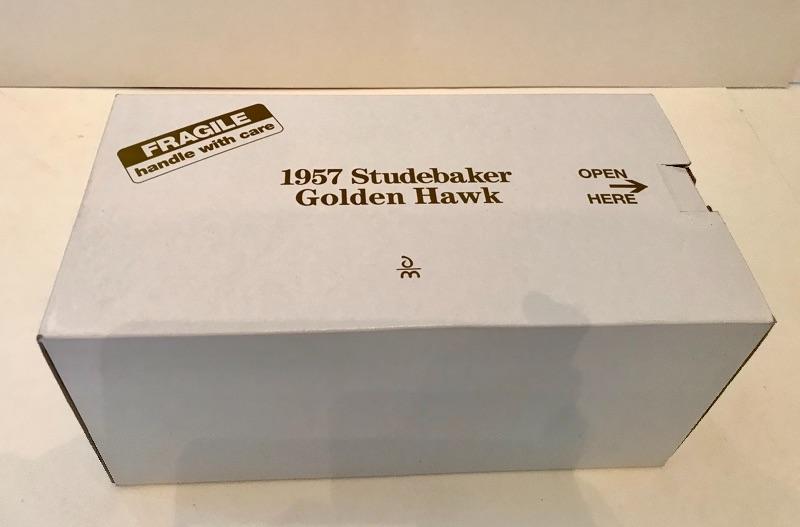 FRAGILE
handle with care
1957 Studebaker
Golden Hawk
OPEN
HERE